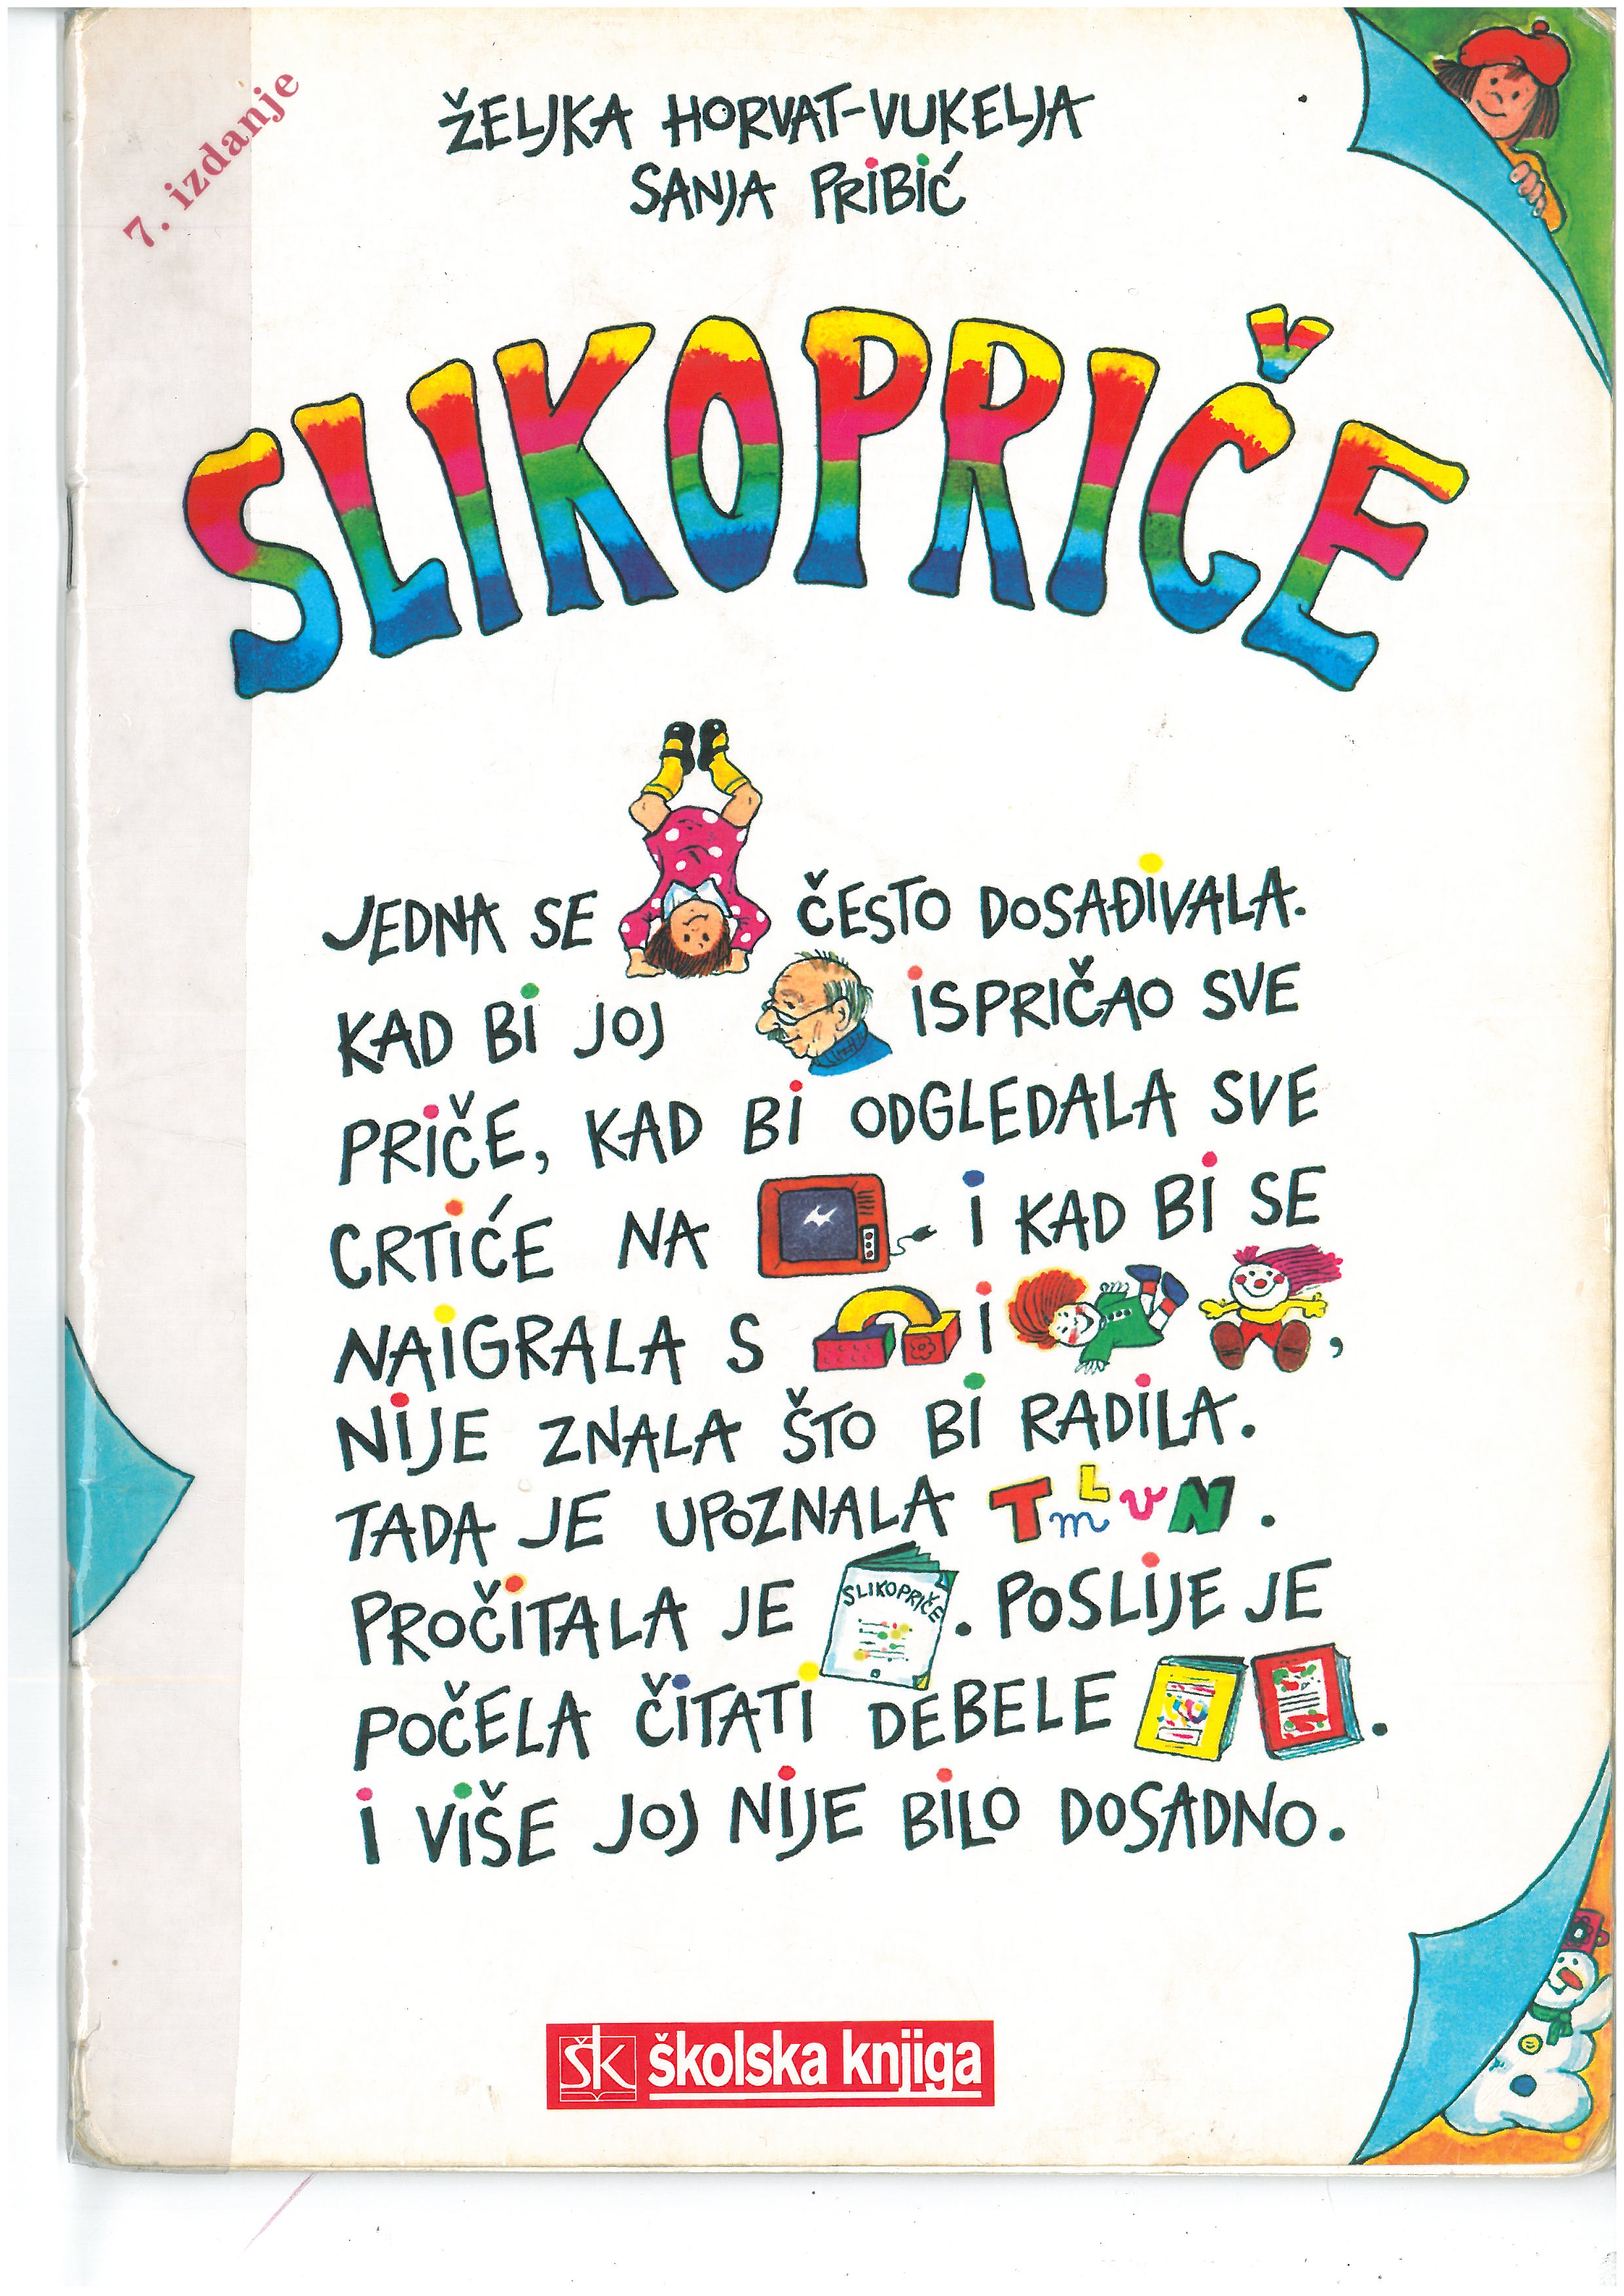 7. izdanje
ŽELJKA HORVAT-VUKELJA
SANJA PRIBIĆ
SLIKOPRIČE
JEDNA SE ČESTO DOSAĐIVALA.
KAD BI JOJ ISPRIČAO SVE
PRIČE, KAD BI ODGLEDALA SVE
CRTIĆE NA I KAD BI SE
NAIGRALA S I ,
NIJE ZNALA ŠTO BI RADILA.
TADA JE UPOZNALA T m L v N .
PROČITALA JE SLIKOPRIČE . POSLIJE JE
POČELA ČITATI DEBELE .
I VIŠE JOJ NIJE BILO DOSADNO.
šk školska knjiga